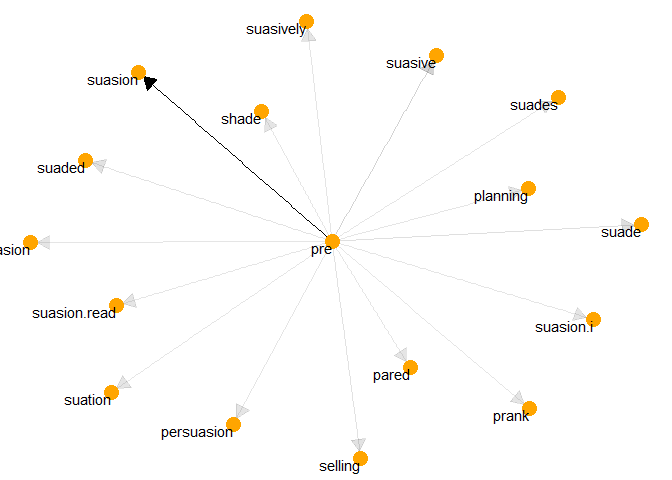 suasively
suasive
suasion
suades
shade
suaded
planning
suade
asion
pre
suasion.read
suasion.i
pared
suation
prank
persuasion
selling